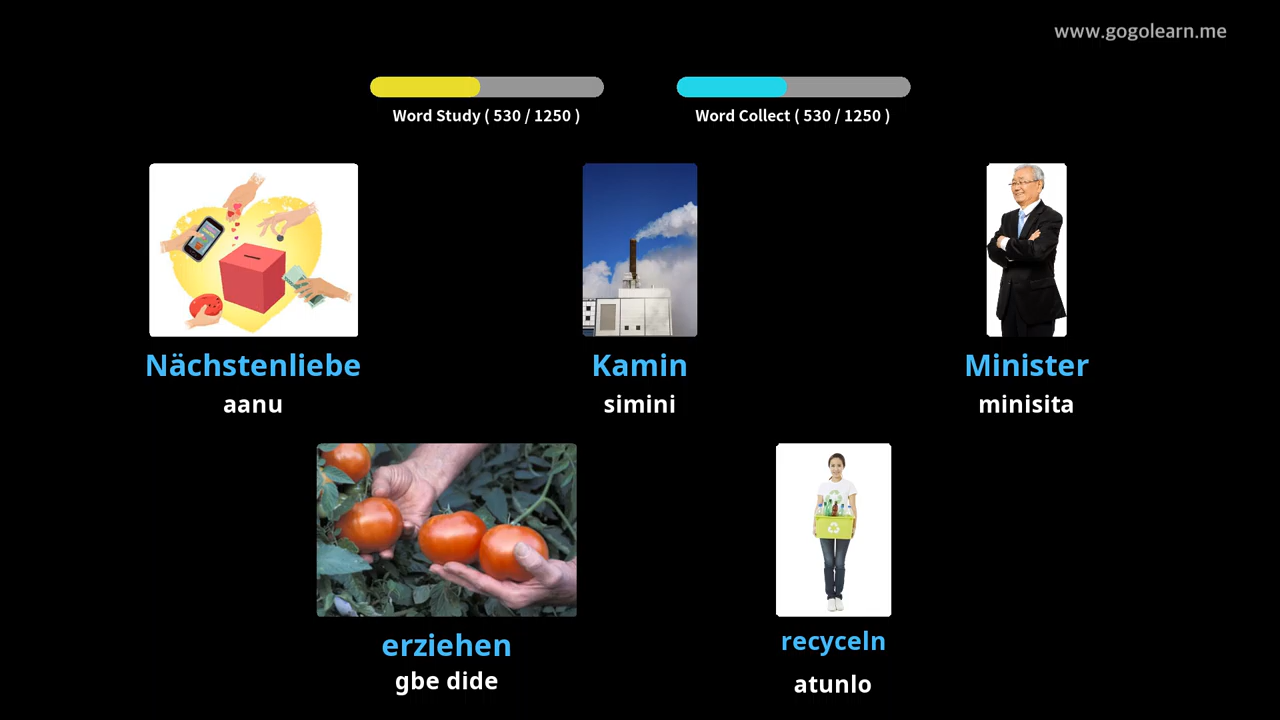 www.gogolearn.me
Word Study ( 530 / 1250 )
Word Collect ( 530 / 1250 )
Nächstenliebe
aanu
Kamin
simini
Minister
minisita
erziehen
gbe dide
recyceln
atunlo